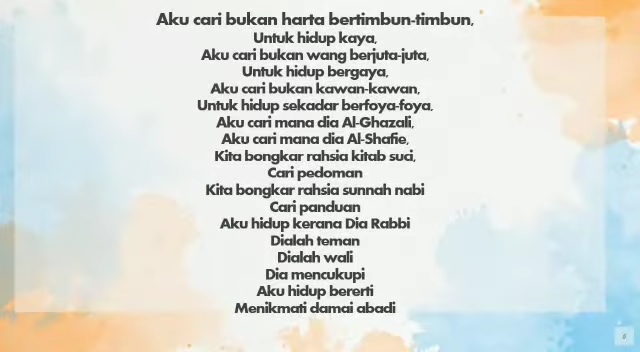 Aku cari bukan harta bertimbun-timbun,
Untuk hidup kaya,
Aku cari bukan wang berjuta-juta,
Untuk hidup bergaya,
Aku cari bukan kawan-kawan,
Untuk hidup sekadar berfoya-foya,
Aku cari mana dia Al-Ghazali,
Aku cari mana dia Al-Shafie,
Kita bongkar rahsia kitab suci,
Cari pedoman
Kita bongkar rahsia sunnah nabi
Cari panduan
Aku hidup kerana Dia Rabbi
Dialah teman
Dialah wali
Dia mencukupi
Aku hidup bererti
Menikmati damai abadi